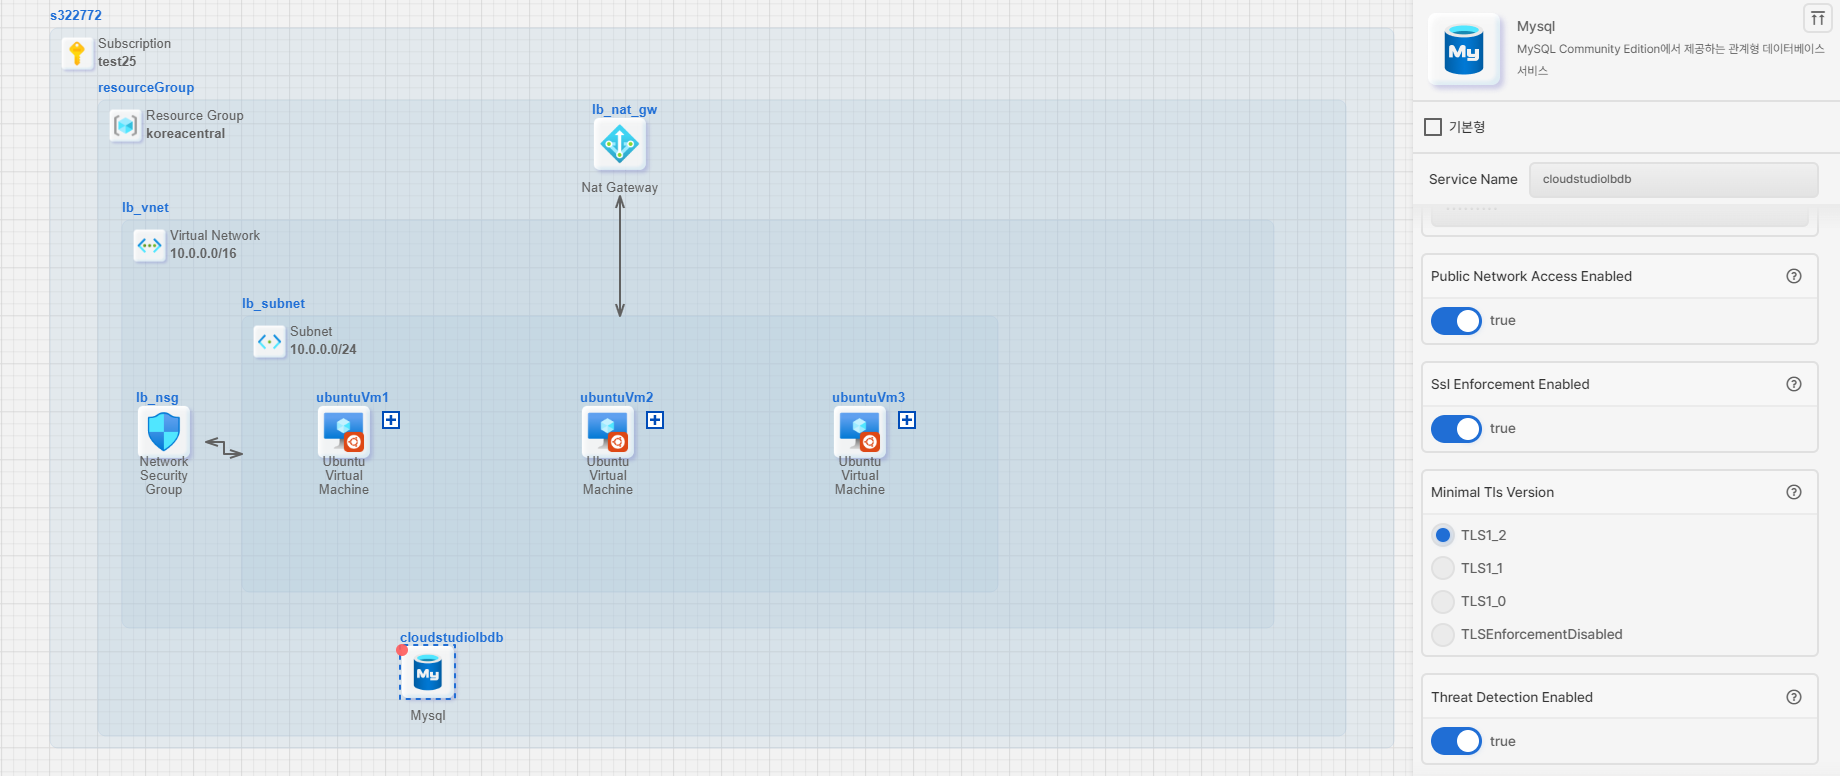 s322772
Subscription
test25
resourceGroup
Resource Group
koreacentral
lb_nat_gw
Nat Gateway
lb_vnet
Virtual Network
10.0.0.0/16
lb_subnet
Subnet
10.0.0.0/24
lb_nsg
Network
Security
Group
ubuntuVm1
Ubuntu
Virtual
Machine
ubuntuVm2
Ubuntu
Virtual
Machine
ubuntuVm3
Ubuntu
Virtual
Machine
cloudstudiolbdb
My
Mysql
My
Mysql
MySQL Community Edition에서 제공하는 관계형 데이터베이스
서비스
기본형
Service Name
cloudstudiolbdb
Public Network Access Enabled
true
Ssl Enforcement Enabled
true
Minimal Tls Version
TLS1_2
TLS1_1
TLS1_0
TLSEnforcementDisabled
Threat Detection Enabled
true